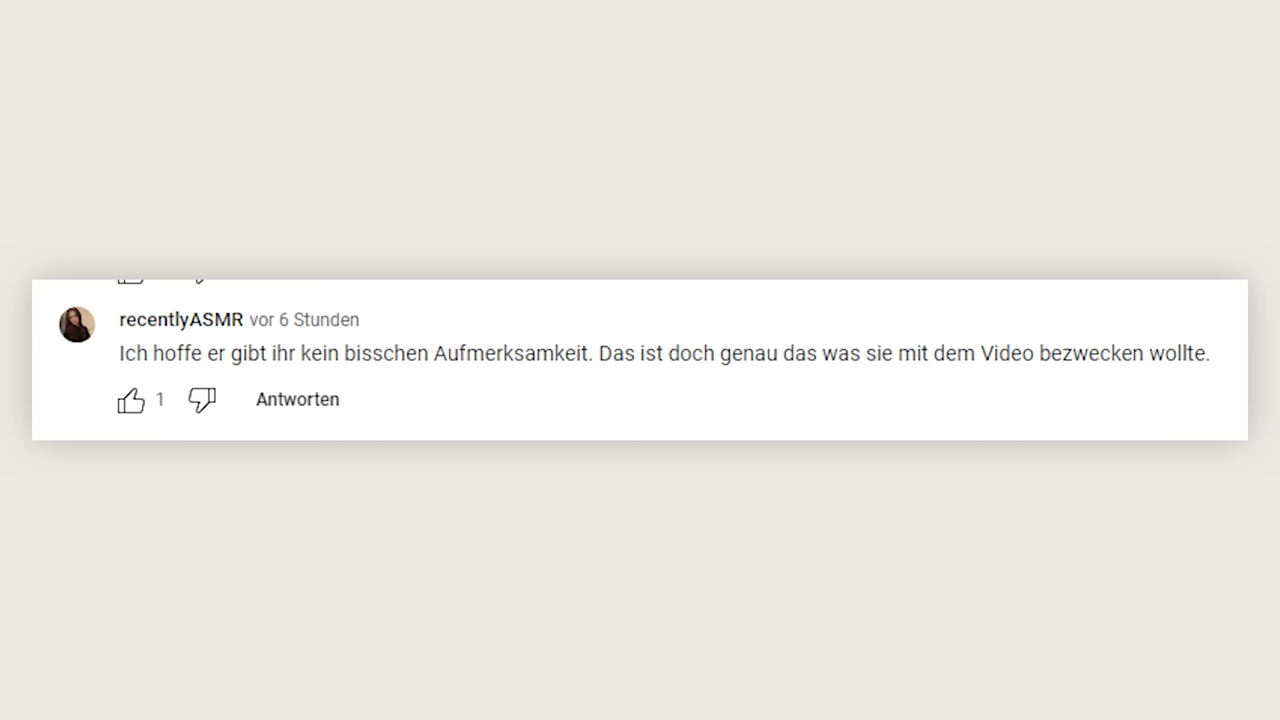 recentlyASMR vor 6 Stunden
Ich hoffe er gibt ihr kein bisschen Aufmerksamkeit. Das ist doch genau das was sie mit dem Video bezwecken wollte.
1 Antworten